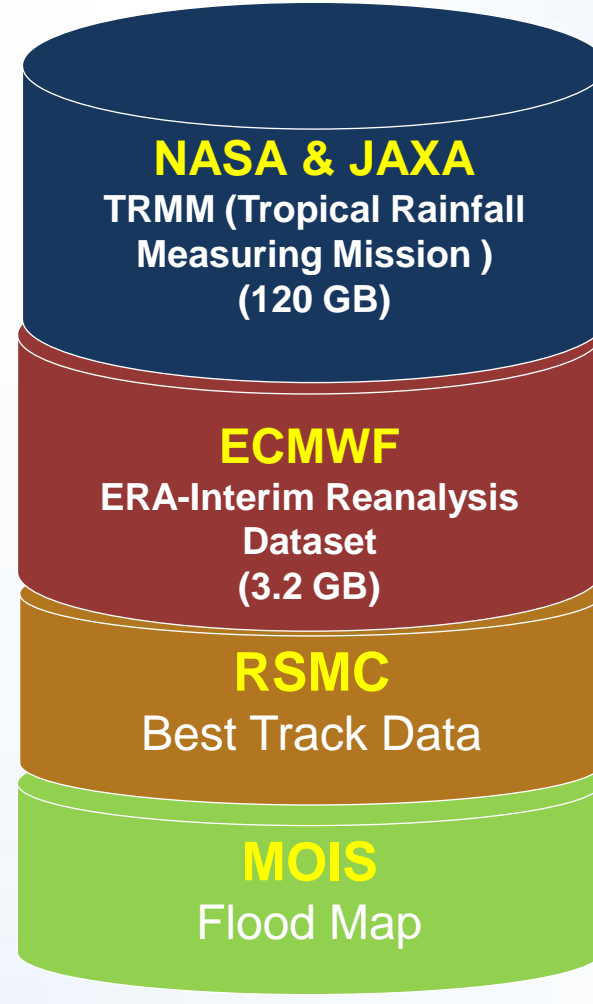 NASA & JAXA
TRMM (Tropical Rainfall
Measuring Mission )
(120 GB)
ECMWF
ERA-Interim Reanalysis
Dataset
(3.2 GB)
RSMC
Best Track Data
MOIS
Flood Map